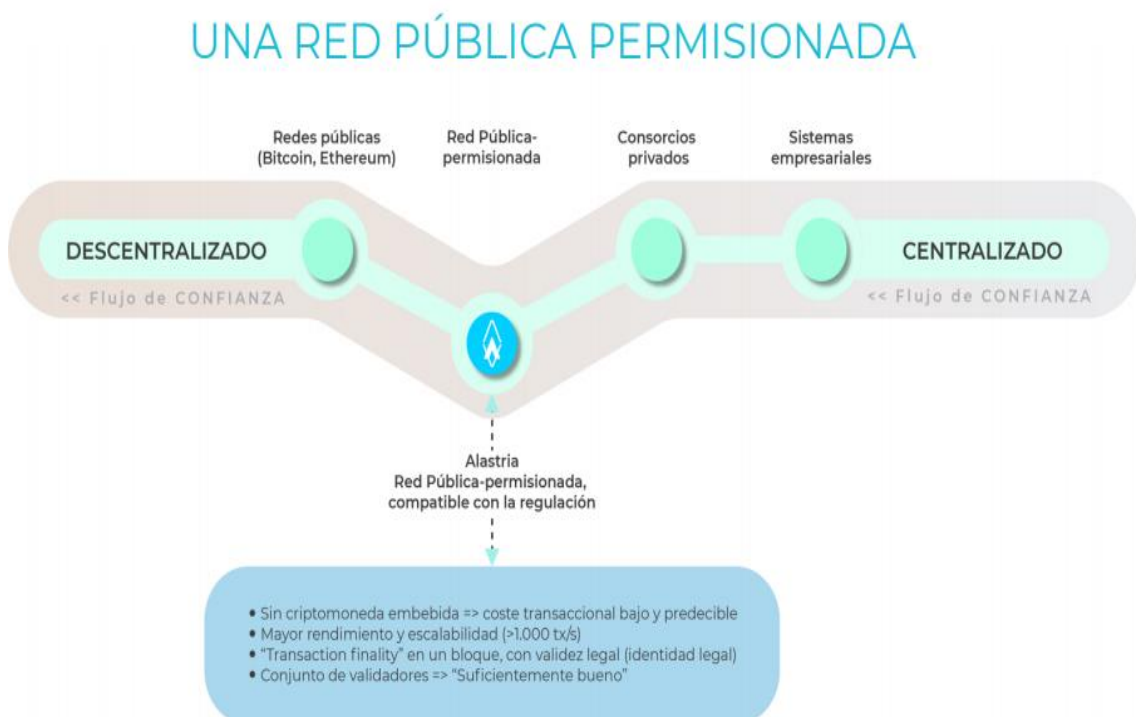 UNA RED PÚBLICA PERMISIONADA
Redes públicas
(Bitcoin, Ethereum)
Red Pública-
permisionada
Consorcios
privados
Sistemas
empresariales
DESCENTRALIZADO
<< Flujo de CONFIANZA
CENTRALIZADO
<< Flujo de CONFIANZA
Alastria
Red Pública-permisionada,
compatible con la regulación
• Sin criptomoneda embebida => coste transaccional bajo y predecible
• Mayor rendimiento y escalabilidad (>1.000 tx/s)
• “Transaction finality” en un bloque, con validez legal (identidad legal)
• Conjunto de validadores => “Suficientemente bueno”